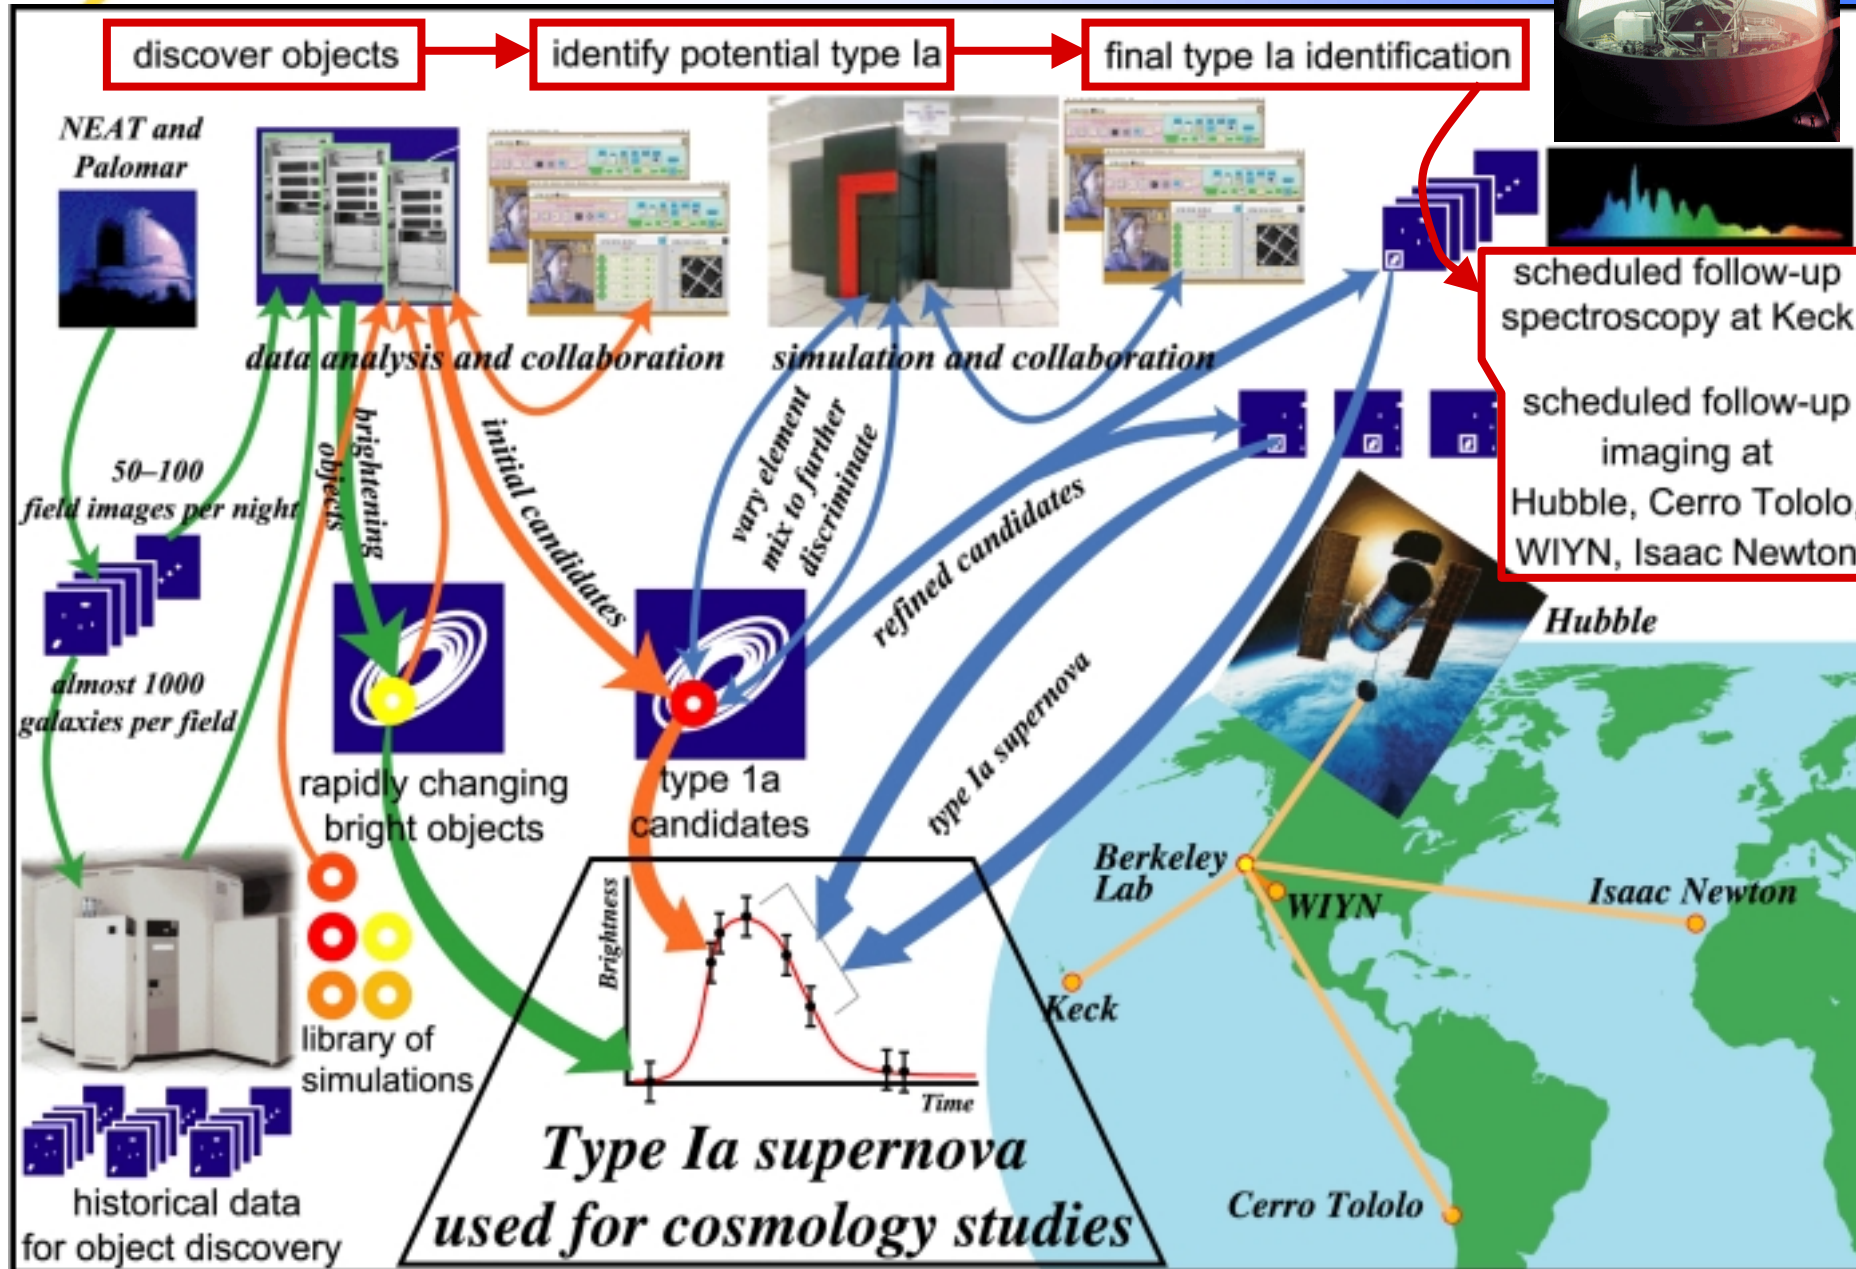 discover objects
identify potential type Ia
final type Ia identification
NEAT and
Palomar
data analysis and collaboration
simulation and collaboration
scheduled follow-up
spectroscopy at Keck
scheduled follow-up
imaging at
Hubble, Cerro Tololo,
WIYN, Isaac Newton
50–100
field images per night
brightening
objects
initial candidates
vary element
mix to further
discriminate
refined candidates
type Ia supernova
almost 1000
galaxies per field
rapidly changing
bright objects
type 1a
candidates
Hubble
Berkeley
Lab
WIYN
Isaac Newton
Keck
Cerro Tololo
library of
simulations
historical data
for object discovery
Brightness
Time
Type Ia supernova
used for cosmology studies